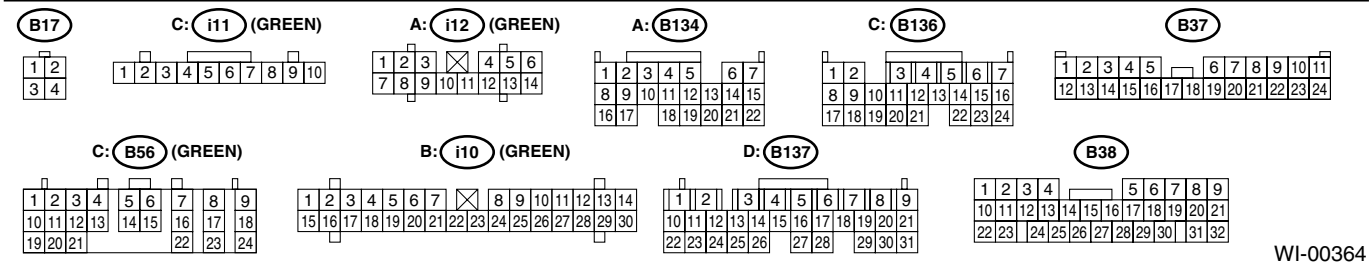 B17
C: i11 (GREEN)
A: i12 (GREEN)
A: B134
C: B136
B37
1 2
3 4
1 2 3 4 5 6 7 8 9 10
1 2 3 4 5 6
7 8 9 10 11 12 13 14
1 2 3 4 5 6 7
8 9 10 11 12 13 14 15
16 17 18 19 20 21 22
1 2 3 4 5 6 7
8 9 10 11 12 13 14 15 16
17 18 19 20 21 22 23 24
1 2 3 4 5 6 7 8 9 10 11
12 13 14 15 16 17 18 19 20 21 22 23 24
C: B56 (GREEN)
B: i10 (GREEN)
D: B137
B38
1 2 3 4 5 6 7 8 9
10 11 12 13 14 15 16 17 18
19 20 21 22 23 24
1 2 3 4 5 6 7 8 9 10 11 12 13 14
15 16 17 18 19 20 21 22 23 24 25 26 27 28 29 30
1 2 3 4 5 6 7 8 9
10 11 12 13 14 15 16 17 18 19 20 21
22 23 24 25 26 27 28 29 30 31
1 2 3 4 5 6 7 8 9
10 11 12 13 14 15 16 17 18 19 20 21
22 23 24 25 26 27 28 29 30 31 32
WI-00364